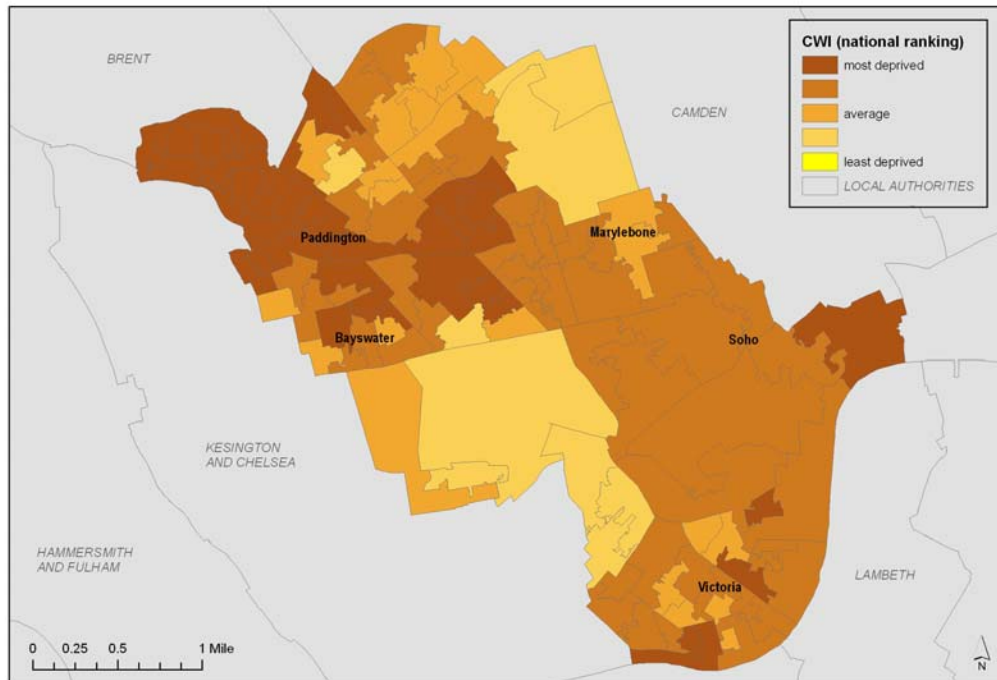 BRENT
CWI (national ranking)
most deprived
average
least deprived
LOCAL AUTHORITIES
CAMDEN
Paddington
Marylebone
Bayswater
Soho
KESINGTON
AND CHELSEA
HAMMERSMITH
AND FULHAM
Victoria
LAMBETH
0 0.25 0.5 1 Mile
N